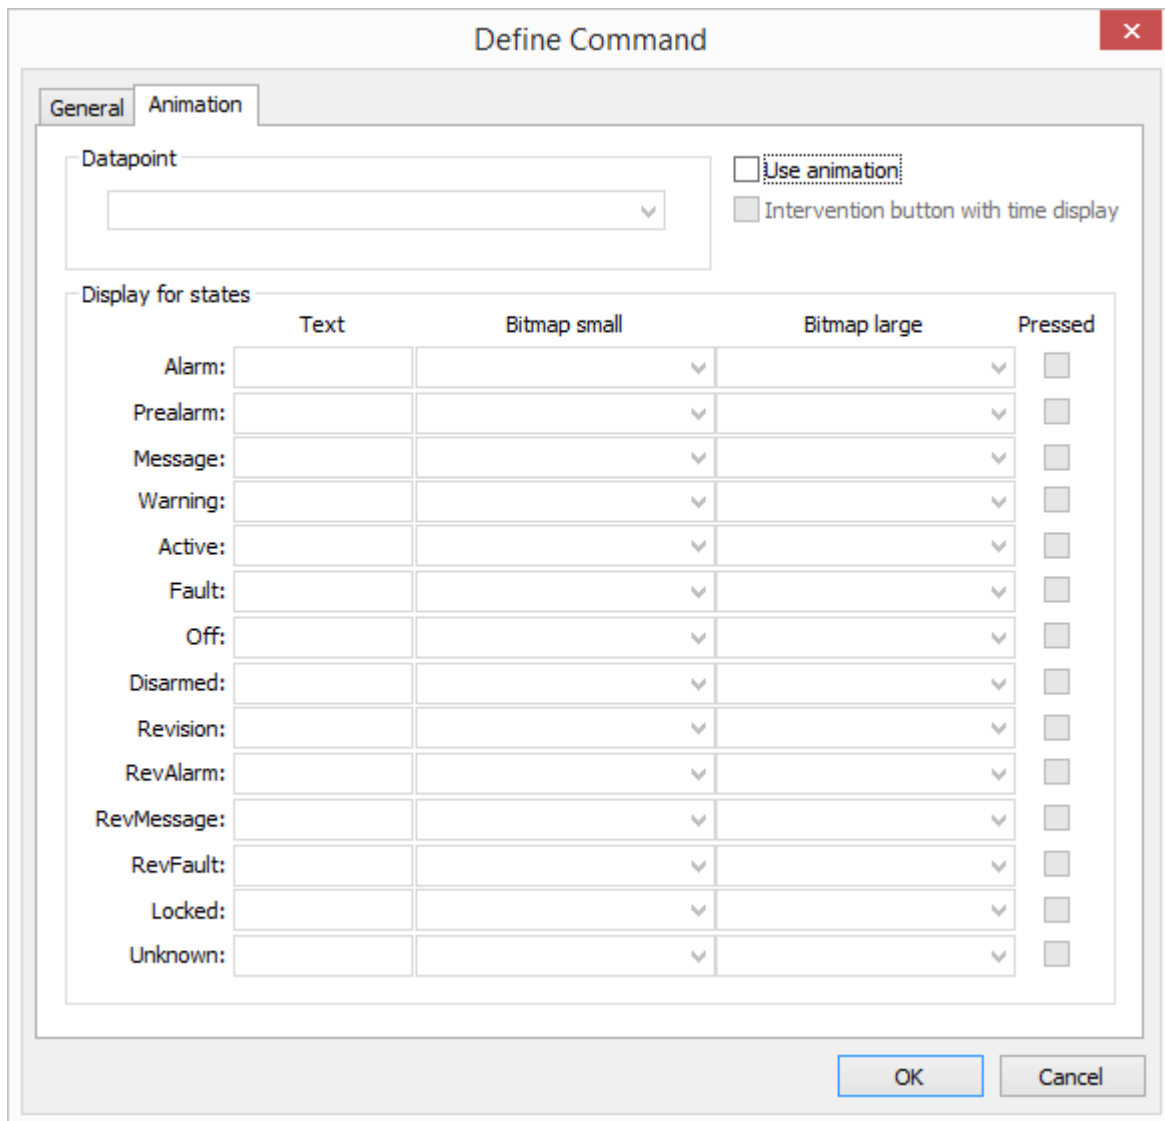 Define Command
General Animation
Datapoint
Use animation
Intervention button with time display
Display for states
Text Bitmap small Bitmap large Pressed
Alarm:
Prealarm:
Message:
Warning:
Active:
Fault:
Off:
Disarmed:
Revision:
RevAlarm:
RevMessage:
RevFault:
Locked:
Unknown:
OK Cancel